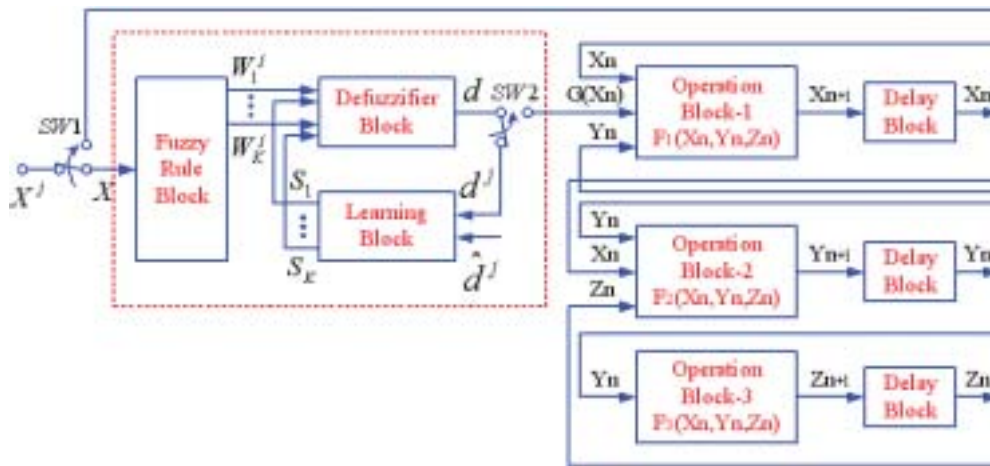 SW1
X^j
X
Fuzzy
Rule
Block
W_1^j
W_K^j
Defuzzifier
Block
S_1
S_K
Learning
Block
d
SW2
d^j
d̂^j
Xn
G(Xn)
Yn
Operation
Block-1
F1(Xn,Yn,Zn)
Xn+1
Delay
Block
Xn
Yn
Xn
Zn
Operation
Block-2
F2(Xn,Yn,Zn)
Yn+1
Delay
Block
Yn
Yn
Operation
Block-3
F3(Xn,Yn,Zn)
Zn+1
Delay
Block
Zn